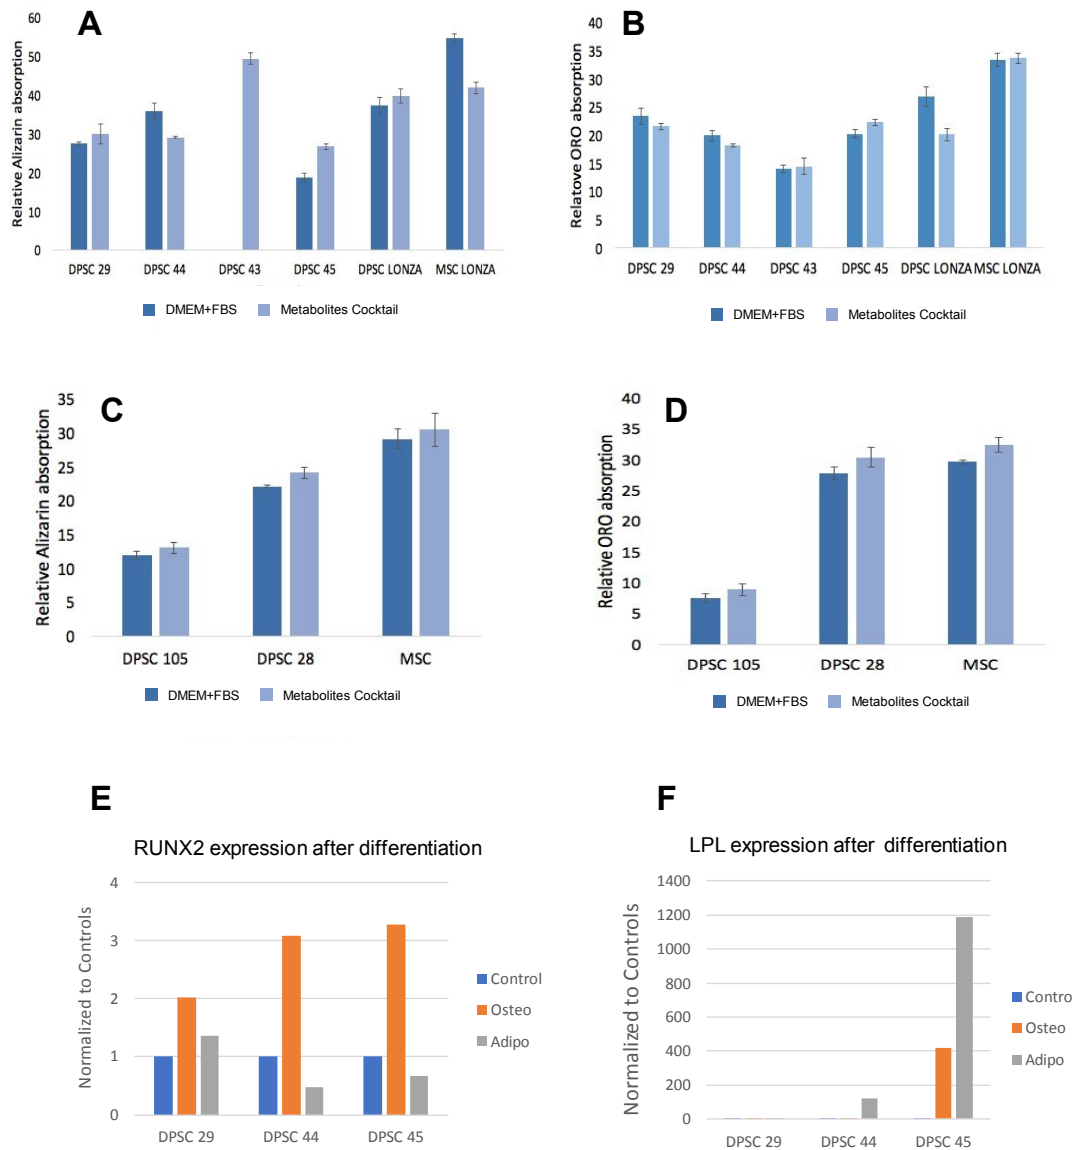 A
Relative Alizarin absorption
60
50
40
30
20
10
0
DPSC 29 DPSC 44 DPSC 43 DPSC 45 DPSC LONZA MSC LONZA
DMEM+FBS Metabolites Cocktail
B
Relatove ORO absorption
40
35
30
25
20
15
10
5
0
DPSC 29 DPSC 44 DPSC 43 DPSC 45 DPSC LONZA MSC LONZA
DMEM+FBS Metabolites Cocktail
C
Relative Alizarin absorption
35
30
25
20
15
10
5
0
DPSC 105 DPSC 28 MSC
DMEM+FBS Metabolites Cocktail
D
Relative ORO absorption
40
35
30
25
20
15
10
5
0
DPSC 105 DPSC 28 MSC
DMEM+FBS Metabolites Cocktail
E
RUNX2 expression after differentiation
Normalized to Controls
4
3
2
1
0
DPSC 29 DPSC 44 DPSC 45
Control
Osteo
Adipo
F
LPL expression after differentiation
Normalized to Controls
1400
1200
1000
800
600
400
200
0
DPSC 29 DPSC 44 DPSC 45
Contro
Osteo
Adipo